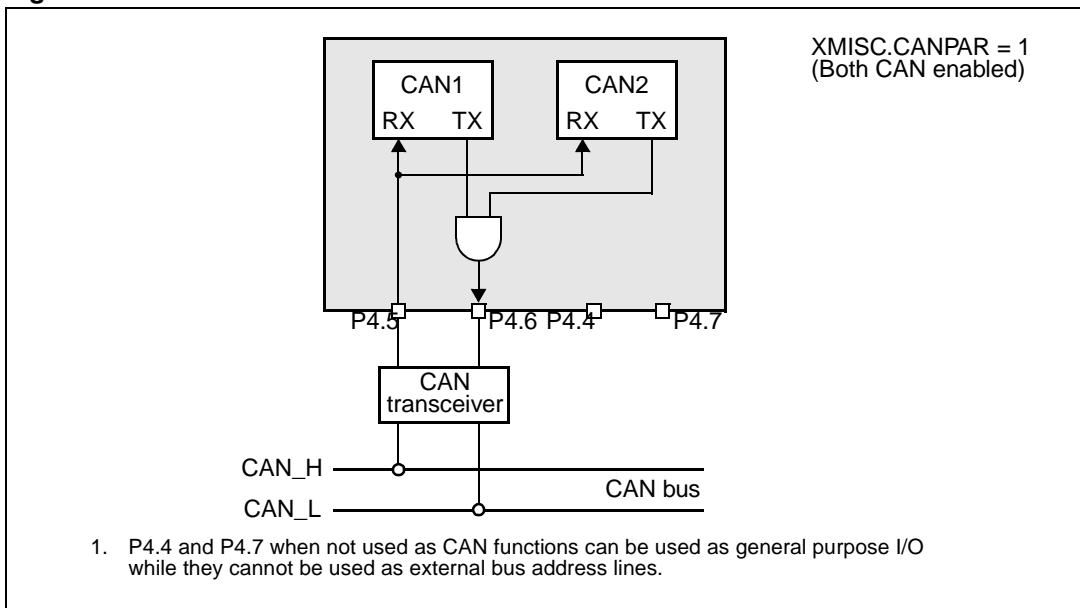 XMISC.CANPAR = 1
(Both CAN enabled)
CAN1
CAN2
RX TX
RX TX
P4.5
P4.6
P4.4
P4.7
CAN
transceiver
CAN_H
CAN bus
CAN_L
1. P4.4 and P4.7 when not used as CAN functions can be used as general purpose I/O
while they cannot be used as external bus address lines.